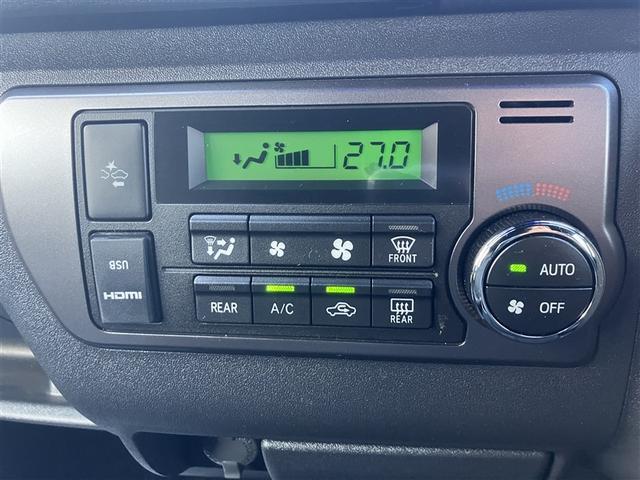 27.0
USB
HDMI
FRONT
REAR
A/C
REAR
AUTO
OFF